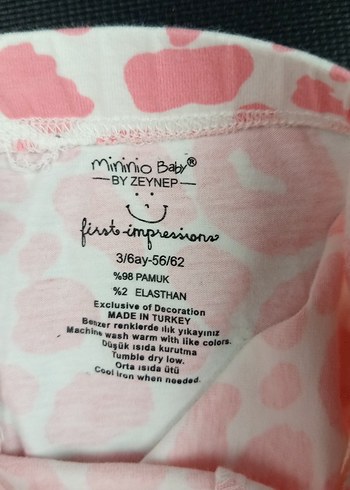 mininio Baby®
BY ZEYNEP
first impressions
3/6ay-56/62
%98 PAMUK
%2 ELASTHAN
Exclusive of Decoration
MADE IN TURKEY
Benzer renklerde ılık yıkayınız
Machine wash warm with like colors.
Düşük ısıda kurutma
Tumble dry low.
Orta ısıda ütü
Cool iron when needed.